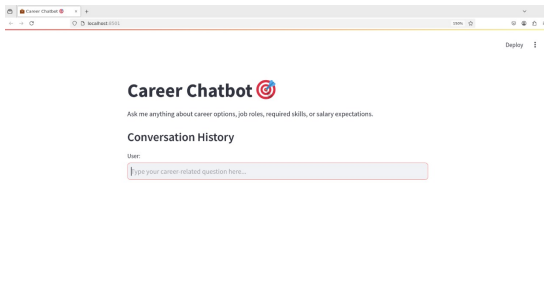 Career Chatbot
localhost:8501
Deploy
Career Chatbot
Ask me anything about career options, job roles, required skills, or salary expectations.
Conversation History
User:
Type your career-related question here...